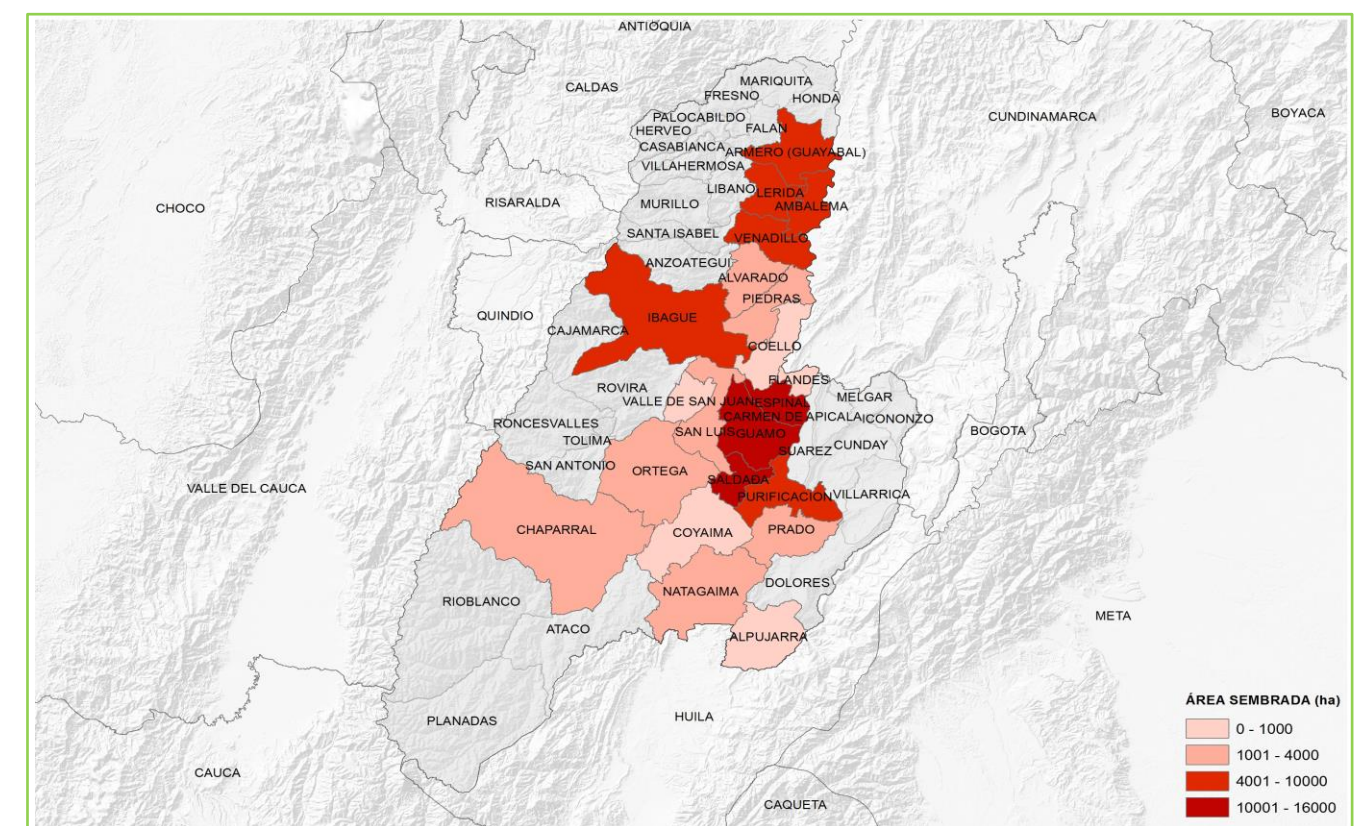 ANTIOQUIA
MARIQUITA
CALDAS
FRESNO
HONDA
BOYACA
PALOCABILDO
CUNDINAMARCA
HERVEO
FALAN
CASABIANCA
ARMERO (GUAYABAL)
VILLAHERMOSA
LIBANO
LERIDA
RISARALDA
MURILLO
AMBALEMA
CHOCO
SANTA ISABEL
VENADILLO
ANZOATEGUI
ALVARADO
PIEDRAS
QUINDIO
IBAGUE
CAJAMARCA
COELLO
FLANDES
ROVIRA
VALLE DE SAN JUAN
ESPINAL
MELGAR
CARMEN DE APICALA
ICONONZO
RONCESVALLES
SAN LUIS
GUAMO
BOGOTA
TOLIMA
SUAREZ
CUNDAY
SAN ANTONIO
ORTEGA
SALDAÐA
VALLE DEL CAUCA
PURIFICACION
VILLARRICA
CHAPARRAL
COYAIMA
PRADO
NATAGAIMA
DOLORES
RIOBLANCO
META
ATACO
ALPUJARRA
PLANADAS
HUILA
CAUCA
CAQUETA
ÁREA SEMBRADA (ha)
0 - 1000
1001 - 4000
4001 - 10000
10001 - 16000